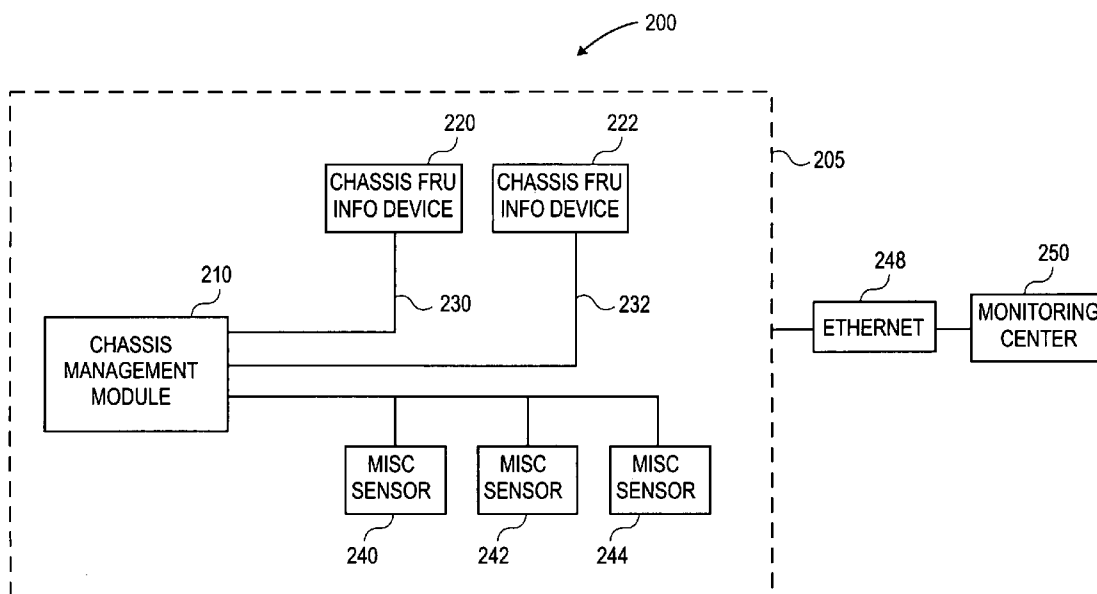 200
220
222
205
CHASSIS FRU
INFO DEVICE
CHASSIS FRU
INFO DEVICE
210
230
232
248
250
CHASSIS
MANAGEMENT
MODULE
ETHERNET
MONITORING
CENTER
MISC
SENSOR
MISC
SENSOR
MISC
SENSOR
240
242
244